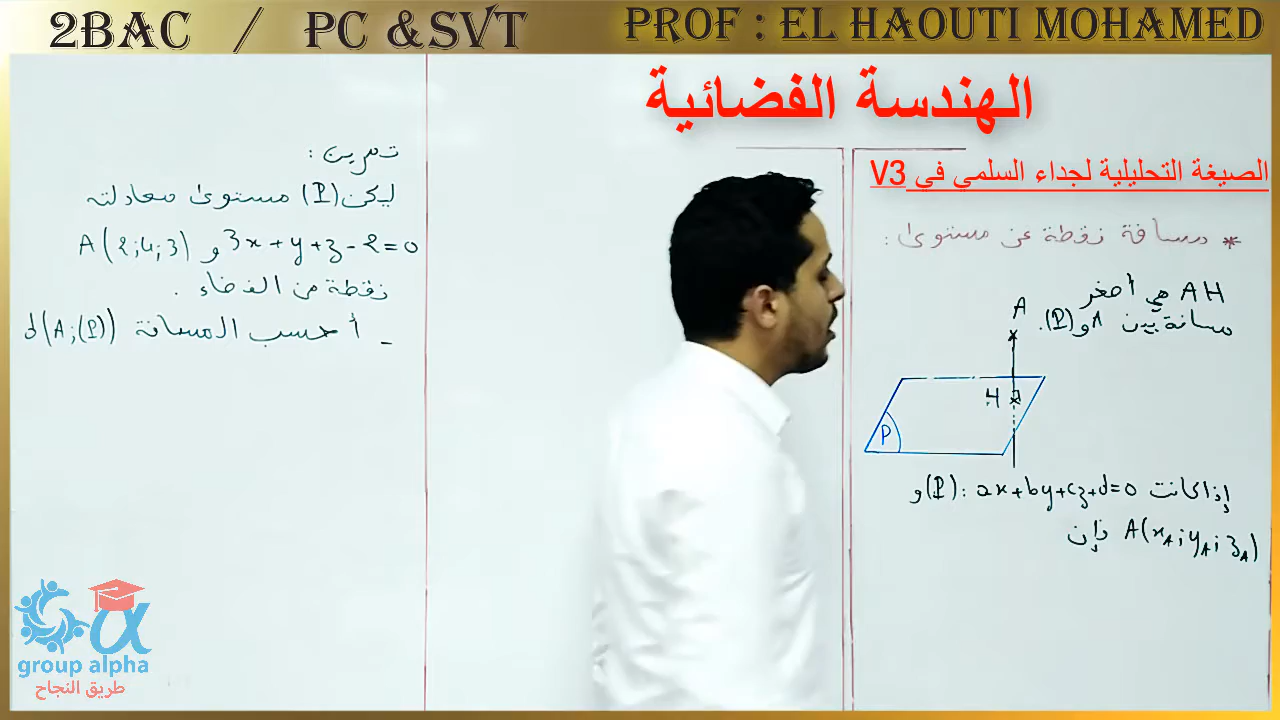 2BAC / PC &SVT
PROF : EL HAOUTI MOHAMED
الهندسة الفضائية
الصيغة التحليلية لجداء السلمي في V3
* مسافة نقطة عن مستوى :
AH هي أصغر
مسافة بين A و (P).
A
H
P
إذا كانت (P) : ax+by+cz+d=0 و
A(xA; yA; zA) فإن
تمرين :
ليكن (P) مستوى معادلته
3x+y+z-2=0 و A(2;4;3)
نقطة من الفضاء .
- أحسب المسافة d(A;(P))
group alpha
طريق النجاح